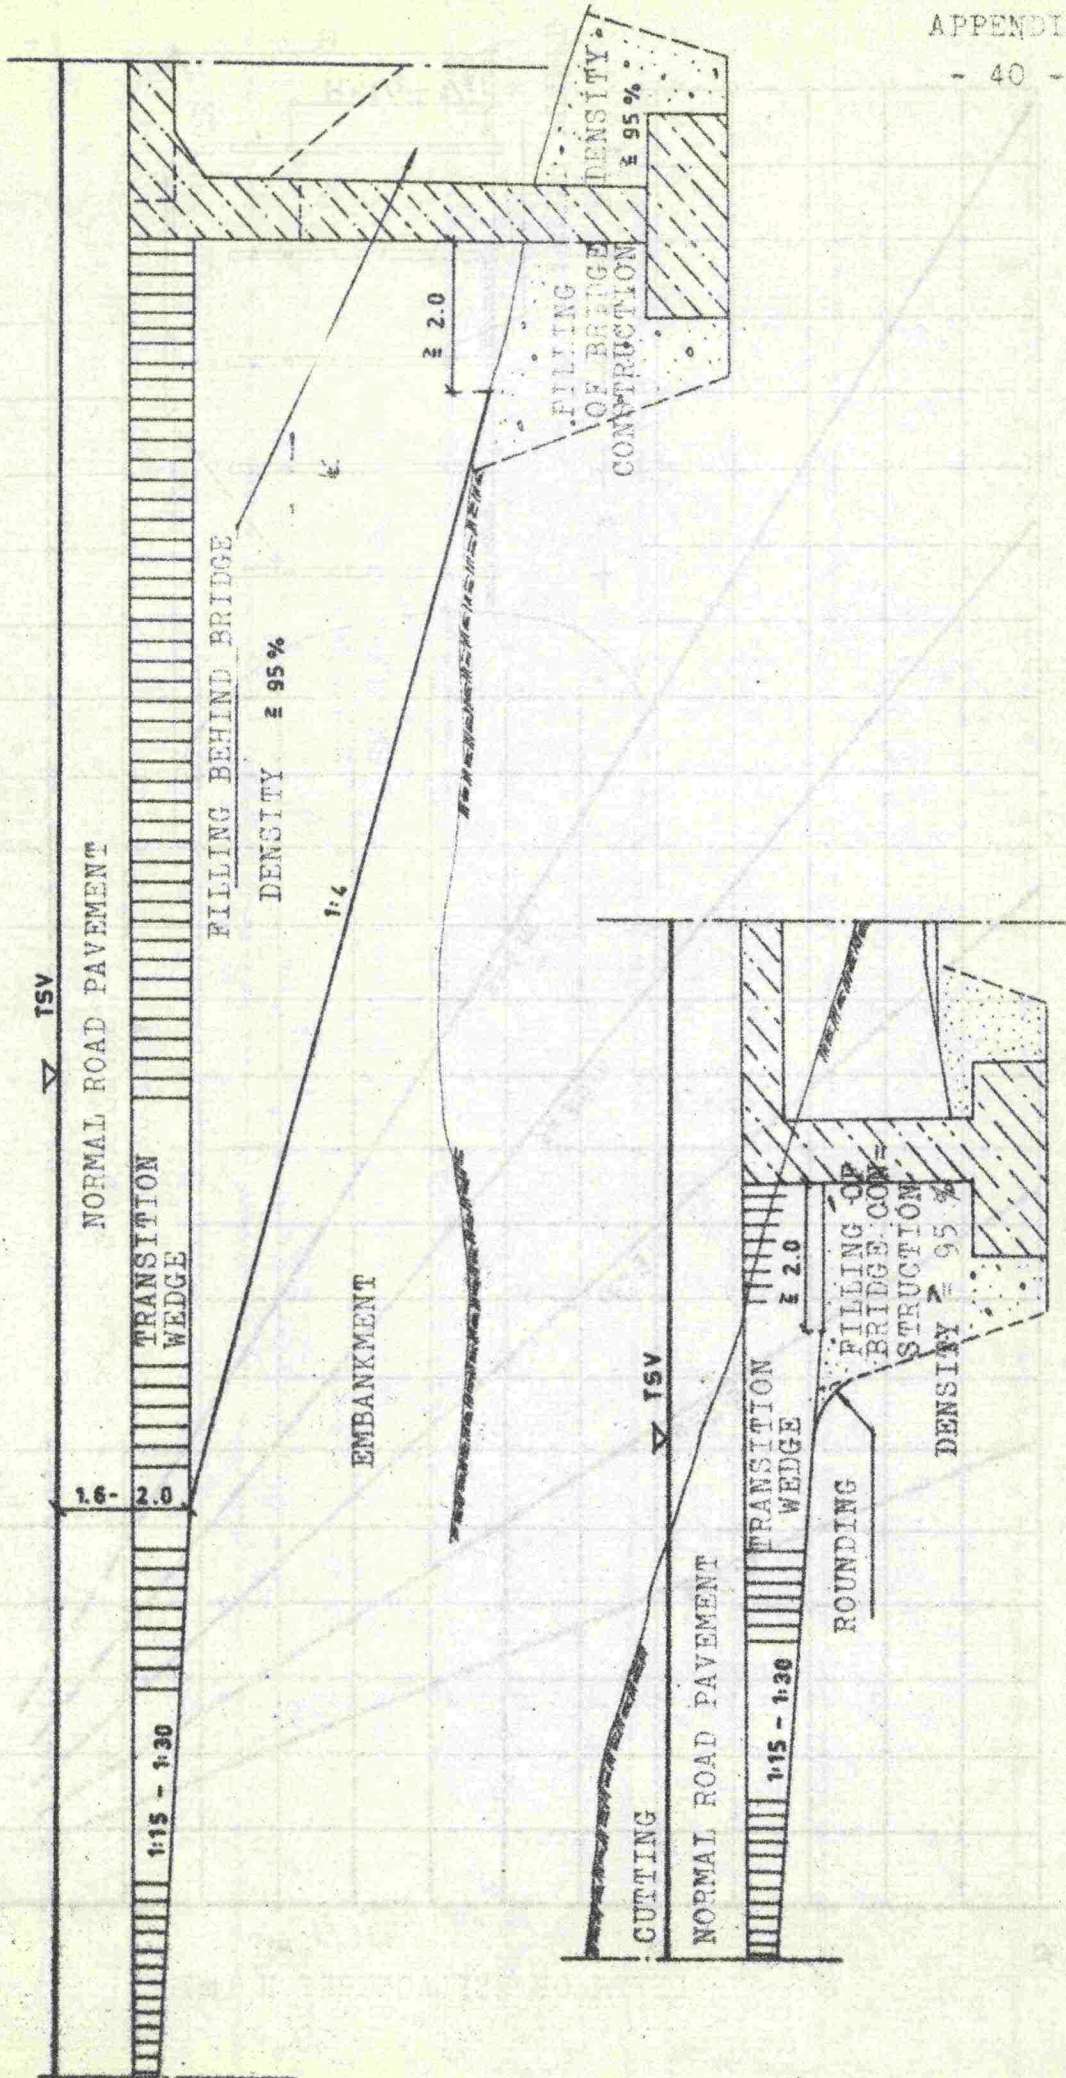 APPENDI
- 40 -
TSV
NORMAL ROAD PAVEMENT
TRANSITION
WEDGE
1.6- 2.0
1:15 - 1:30
FILLING BEHIND BRIDGE
DENSITY ≧ 95%
1:4
EMBANKMENT
≧ 2.0
FILLING
OF BRIDGE
CONSTRUCTION
DENSITY
≧ 95%
CUTTING
TSV
NORMAL ROAD PAVEMENT
TRANSITION
WEDGE
1:15 - 1:30
≧ 2.0
ROUNDING
FILLING OF
BRIDGE CON=
STRUCTION
DENSITY ≧ 95 %